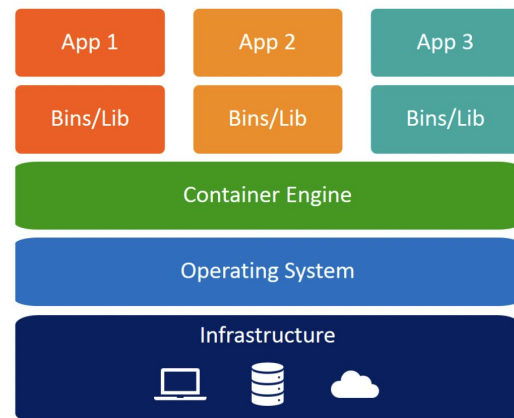 App 1
App 2
App 3
Bins/Lib
Bins/Lib
Bins/Lib
Container Engine
Operating System
Infrastructure